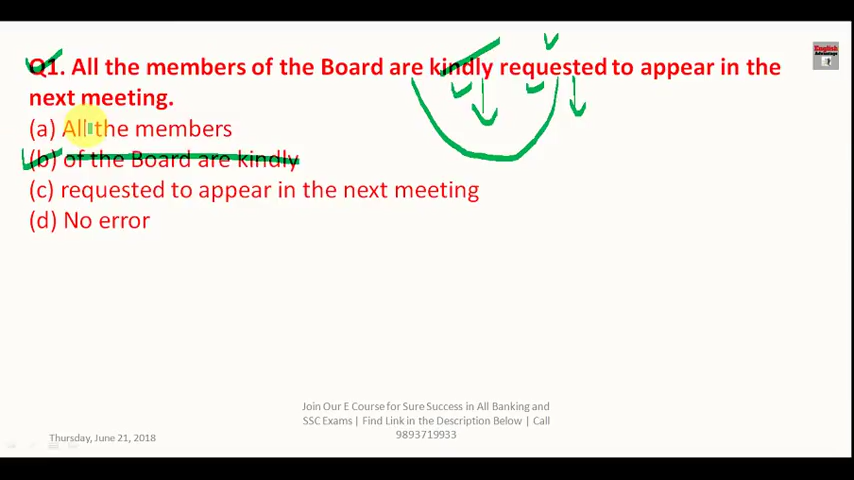 English
Advantage
Q1. All the members of the Board are kindly requested to appear in the
next meeting.
(a) All the members
(b) of the Board are kindly
(c) requested to appear in the next meeting
(d) No error
Join Our E Course for Sure Success in All Banking and
SSC Exams | Find Link in the Description Below | Call
9893719933
Thursday, June 21, 2018